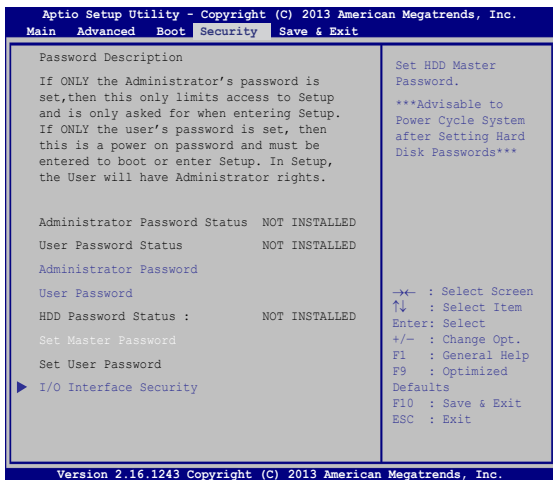 Aptio Setup Utility - Copyright (C) 2013 American Megatrends, Inc.
Main Advanced Boot Security Save & Exit
Password Description
If ONLY the Administrator's password is
set,then this only limits access to Setup
and is only asked for when entering Setup.
If ONLY the user's password is set, then
this is a power on password and must be
entered to boot or enter Setup. In Setup,
the User will have Administrator rights.
Administrator Password Status NOT INSTALLED
User Password Status NOT INSTALLED
Administrator Password
User Password
HDD Password Status : NOT INSTALLED
Set Master Password
Set User Password
I/O Interface Security
Set HDD Master
Password.
***Advisable to
Power Cycle System
after Setting Hard
Disk Passwords***
→← : Select Screen
↑↓ : Select Item
Enter: Select
+/— : Change Opt.
F1 : General Help
F9 : Optimized
Defaults
F10 : Save & Exit
ESC : Exit
Version 2.16.1243 Copyright (C) 2013 American Megatrends, Inc.